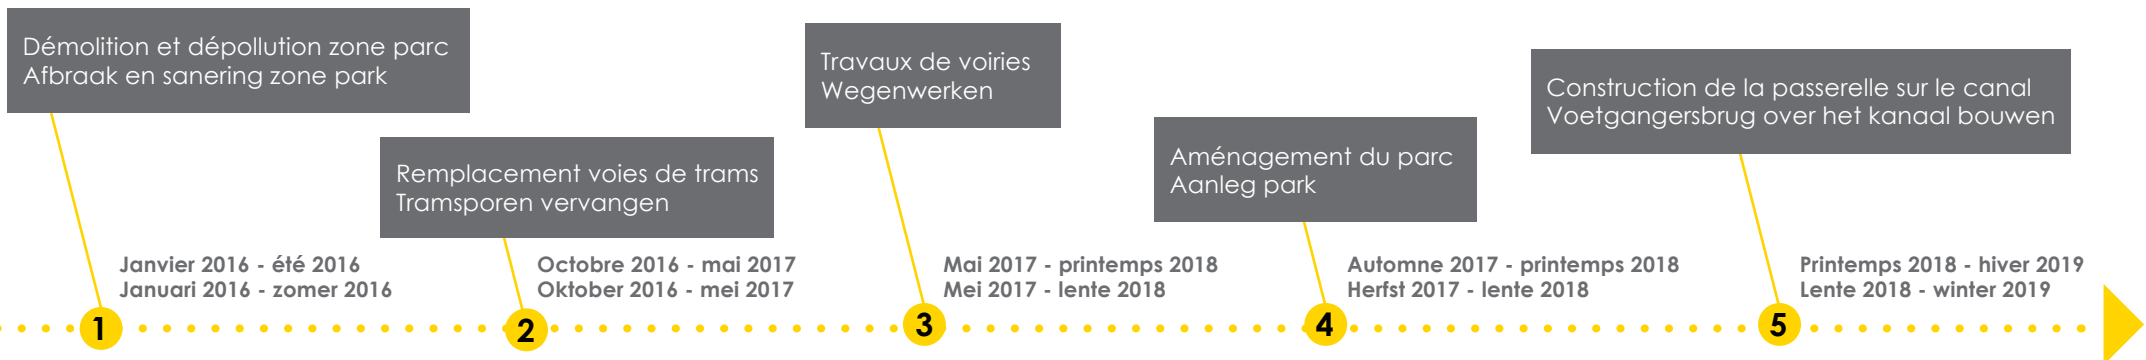 Démolition et dépollution zone parc
Afbraak en sanering zone park
Janvier 2016 - été 2016
Januari 2016 - zomer 2016
1
Remplacement voies de trams
Tramsporen vervangen
Octobre 2016 - mai 2017
Oktober 2016 - mei 2017
2
Travaux de voiries
Wegenwerken
Mai 2017 - printemps 2018
Mei 2017 - lente 2018
3
Aménagement du parc
Aanleg park
Automne 2017 - printemps 2018
Herfst 2017 - lente 2018
4
Construction de la passerelle sur le canal
Voetgangersbrug over het kanaal bouwen
Printemps 2018 - hiver 2019
Lente 2018 - winter 2019
5